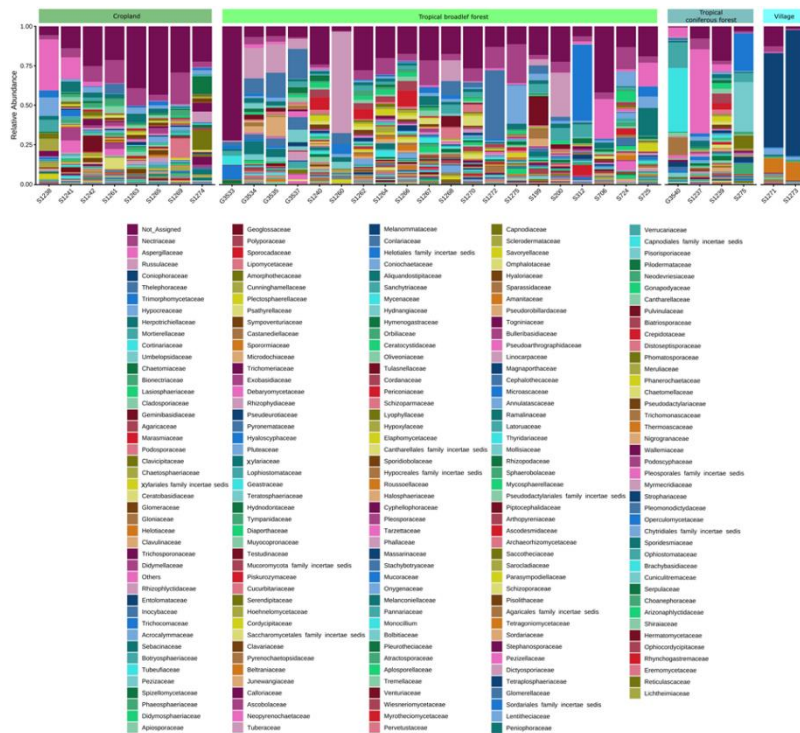 Cropland
Tropical broadlef forest
Tropical
coniferous forest
Village
Relative Abundance
1.00
0.75
0.50
0.25
0.00
S1238
S1241
S1242
S1261
S1263
S1265
S1269
S1274
G3533
G3534
G3535
G3537
S1240
S1260
S1262
S1264
S1266
S1267
S1268
S1270
S1272
S1275
S199
S200
S312
S706
S724
S725
G3540
S1237
S1239
S275
S1271
S1273
Not_Assigned
Nectriaceae
Aspergillaceae
Russulaceae
Coniophoraceae
Thelephoraceae
Trimorphomycetaceae
Hypocreaceae
Herpotrichiellaceae
Mortierellaceae
Cortinariaceae
Umbelopsidaceae
Chaetomiaceae
Bionectriaceae
Lasiosphaeriaceae
Cladosporiaceae
Geminibasidiaceae
Agaricaceae
Marasmiaceae
Podosporaceae
Clavicipitaceae
Chaetosphaeriaceae
χylariales family incertae sedis
Ceratobasidiaceae
Glomeraceae
Gloniaceae
Helotiaceae
Clavulinaceae
Trichosporonaceae
Didymellaceae
Others
Rhizophlyctidaceae
Entolomataceae
Inocybaceae
Trichocomaceae
Acrocalymmaceae
Sebacinaceae
Botryosphaeriaceae
Tubeufiaceae
Pezizaceae
Spizellomycetaceae
Phaeosphaeriaceae
Didymosphaeriaceae
Apiosporaceae
Geoglossaceae
Polyporaceae
Sporocadaceae
Lipomycetaceae
Amorphothecaceae
Cunninghamellaceae
Plectosphaerellaceae
Psathyrellaceae
Sympoventuriaceae
Castanediellaceae
Sporormiaceae
Microdochiaceae
Trichomeriaceae
Exobasidiaceae
Debaryomycetaceae
Rhizophydiaceae
Pseudeurotiaceae
Pyronemataceae
Hyaloscyphaceae
Pluteaceae
χylariaceae
Lophiostomataceae
Geastraceae
Teratosphaeriaceae
Hydnodontaceae
Tympanidaceae
Diaporthaceae
Myxocopronaceae
Testudinaceae
Mucoromycota family incertae sedis
Piskurozymaceae
Cucurbitariaceae
Serendipitaceae
Hoehnelomycetaceae
Cordycipitaceae
Saccharomycetales family incertae sedis
Clavariaceae
Pyrenochaetopsidaceae
Beltraniaceae
Junewangiaceae
Calloriaceae
Ascobolaceae
Neopyrenochaetaceae
Tuberaceae
Melanommataceae
Coniariaceae
Helotiales family incertae sedis
Coniochaetaceae
Aliquandostipitaceae
Sanchytriaceae
Mycenaceae
Hydnangiaceae
Hymenogastraceae
Orbiliaceae
Ceratocystidaceae
Oliveoniaceae
Tulasnellaceae
Cordanaceae
Periconiaceae
Schizoparmaceae
Lyophyllaceae
Hypoxylaceae
Elaphomycetaceae
Cantharellales family incertae sedis
Sporidiobolaceae
Hypocreales family incertae sedis
Roussoellaceae
Halosphaeriaceae
Cyphellophoraceae
Pleosporaceae
Tarzettaceae
Phallaceae
Massarinaceae
Stachybotryaceae
Mucoraceae
Onygenaceae
Melanconiellaceae
Pannariaceae
Monocillium
Bolbitiaceae
Pleurotheciaceae
Atractosporaceae
Aplosporellaceae
Tremellaceae
Venturiaceae
Wiesneriomycetaceae
Myrotheciomycetaceae
Pervetustaceae
Capnodiaceae
Sclerodermataceae
Savoryellaceae
Omphalotaceae
Hyaloriaceae
Sparassidaceae
Amanitaceae
Pseudorobillardaceae
Togniniaceae
Bulleribasidiaceae
Pseudoarthrographidaceae
Linocarpaceae
Magnaporthaceae
Cephalothecaceae
Microascaceae
Annulatascaceae
Ramalinaceae
Latoruaceae
Thyridariaceae
Mollisiaceae
Rhizopodaceae
Sphaerobolaceae
Mycosphaerellaceae
Pseudodactylariales family incertae sedis
Piptocephalidaceae
Arthopyreniaceae
Ascodesmidaceae
Archaeorhizomycetaceae
Saccotheciaceae
Sarocladiaceae
Parasympodiellaceae
Schizoporaceae
Pisolithaceae
Agaricales family incertae sedis
Tetragoniomycetaceae
Sordariaceae
Stephanosporaceae
Pezizellaceae
Dictyosporiaceae
Tetraplosphaeriaceae
Glomerellaceae
Sordariales family incertae sedis
Lentitheciaceae
Peniophoraceae
Verrucariaceae
Capnodiales family incertae sedis
Pisorisporiaceae
Pilodermataceae
Neodevriesiaceae
Gonapodyaceae
Cantharellaceae
Pulvinulaceae
Biatriosporaceae
Crepidotaceae
Distoseptisporaceae
Phomatosporaceae
Meruliaceae
Phanerochaetaceae
Chaetomellaceae
Pseudodactylariaceae
Trichomonascaceae
Thermoascaceae
Nigrogranaceae
Wallemiaceae
Podoscyphaceae
Pleosporales family incertae sedis
Myrmecridiaceae
Strophariaceae
Pleomonodictydaceae
Operculomycetaceae
Chytridiales family incertae sedis
Sporidesmiaceae
Ophiostomataceae
Brachybasidiaceae
Cuniculitremaceae
Serpulaceae
Choanephoraceae
Arizonaphlyctidaceae
Shiraiaceae
Hermatomycetaceae
Ophiocordycipitaceae
Rhynchogastremaceae
Eremomycetaceae
Reticulascaceae
Lichtheimiaceae